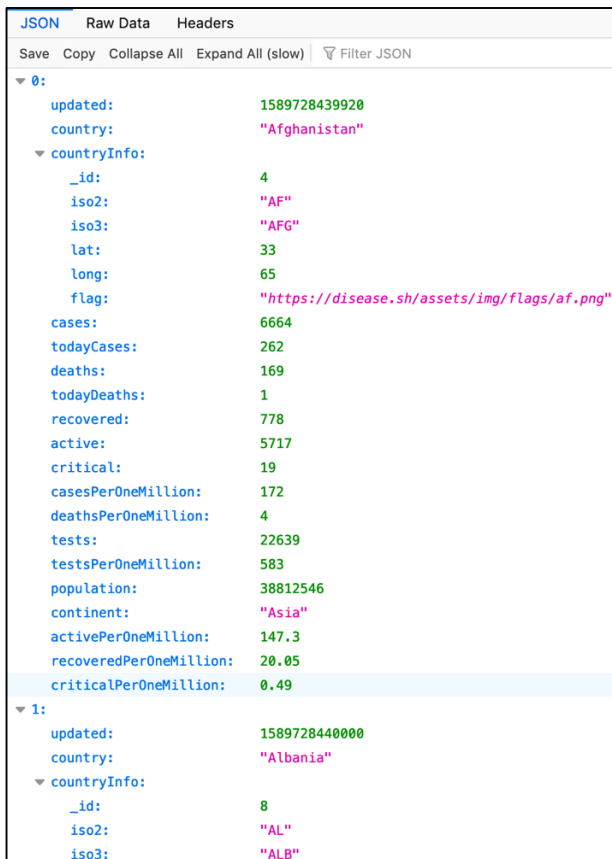 JSON Raw Data Headers
Save Copy Collapse All Expand All (slow) Filter JSON
0:
updated: 1589728439920
country: "Afghanistan"
countryInfo:
_id: 4
iso2: "AF"
iso3: "AFG"
lat: 33
long: 65
flag: "https://disease.sh/assets/img/flags/af.png"
cases: 6664
todayCases: 262
deaths: 169
todayDeaths: 1
recovered: 778
active: 5717
critical: 19
casesPerOneMillion: 172
deathsPerOneMillion: 4
tests: 22639
testsPerOneMillion: 583
population: 38812546
continent: "Asia"
activePerOneMillion: 147.3
recoveredPerOneMillion: 20.05
criticalPerOneMillion: 0.49
1:
updated: 1589728440000
country: "Albania"
countryInfo:
_id: 8
iso2: "AL"
iso3: "ALB"